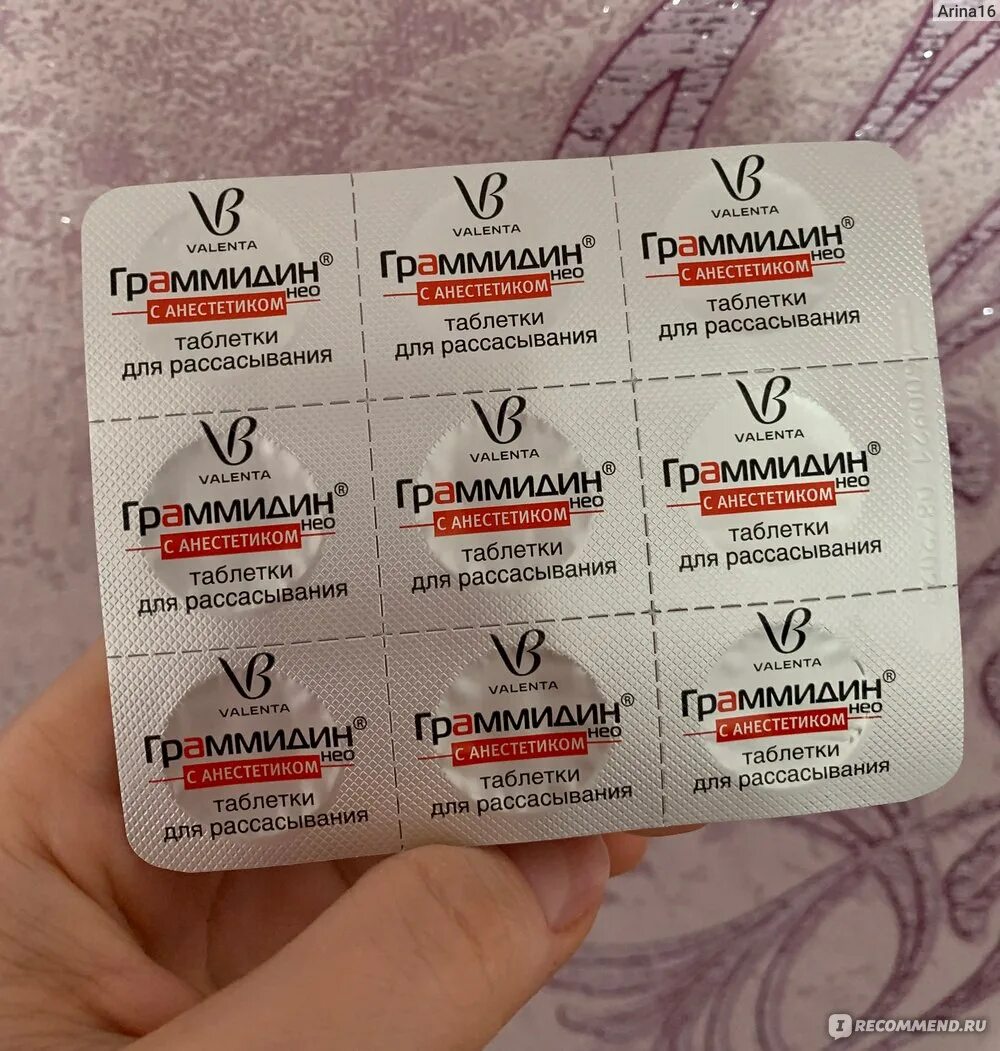 Arina16
VALENTA
Граммидин®
нео
С АНЕСТЕТИКОМ
таблетки
для рассасывания
VALENTA
Граммидин®
нео
С АНЕСТЕТИКОМ
таблетки
для рассасывания
VALENTA
Граммидин®
нео
С АНЕСТЕТИКОМ
таблетки
для рассасывания
VALENTA
Граммидин®
нео
С АНЕСТЕТИКОМ
таблетки
для рассасывания
VALENTA
Граммидин®
нео
С АНЕСТЕТИКОМ
таблетки
для рассасывания
VALENTA
Граммидин®
нео
С АНЕСТЕТИКОМ
таблетки
для рассасывания
VALENTA
Граммидин®
нео
С АНЕСТЕТИКОМ
таблетки
для рассасывания
VALENTA
Граммидин®
нео
С АНЕСТЕТИКОМ
таблетки
для рассасывания
VALENTA
Граммидин®
нео
С АНЕСТЕТИКОМ
таблетки
для рассасывания
IRECOMMEND.RU